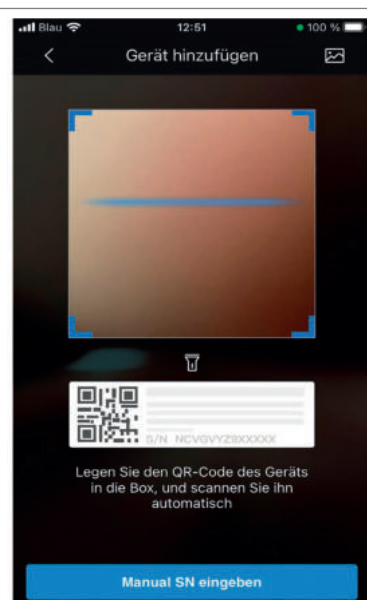 Blau 12:51 100 %
Gerät hinzufügen
S/N NCVGVYZ9XXXXX
Legen Sie den QR-Code des Geräts
in die Box, und scannen Sie ihn
automatisch
Manual SN eingeben